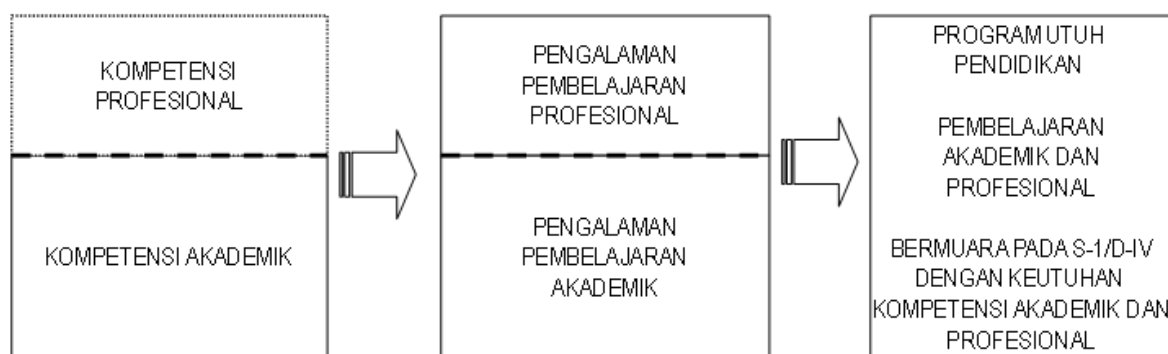 KOMPETENSI
PROFESIONAL
KOMPETENSI AKADEMIK
PENGALAMAN
PEMBELAJARAN
PROFESIONAL
PENGALAMAN
PEMBELAJARAN
AKADEMIK
PROGRAM UTUH
PENDIDIKAN
PEMBELAJARAN
AKADEMIK DAN
PROFESIONAL
BERMUARA PADA S-1/D-IV
DENGAN KEUTUHAN
KOMPETENSI AKADEMIK DAN
PROFESIONAL